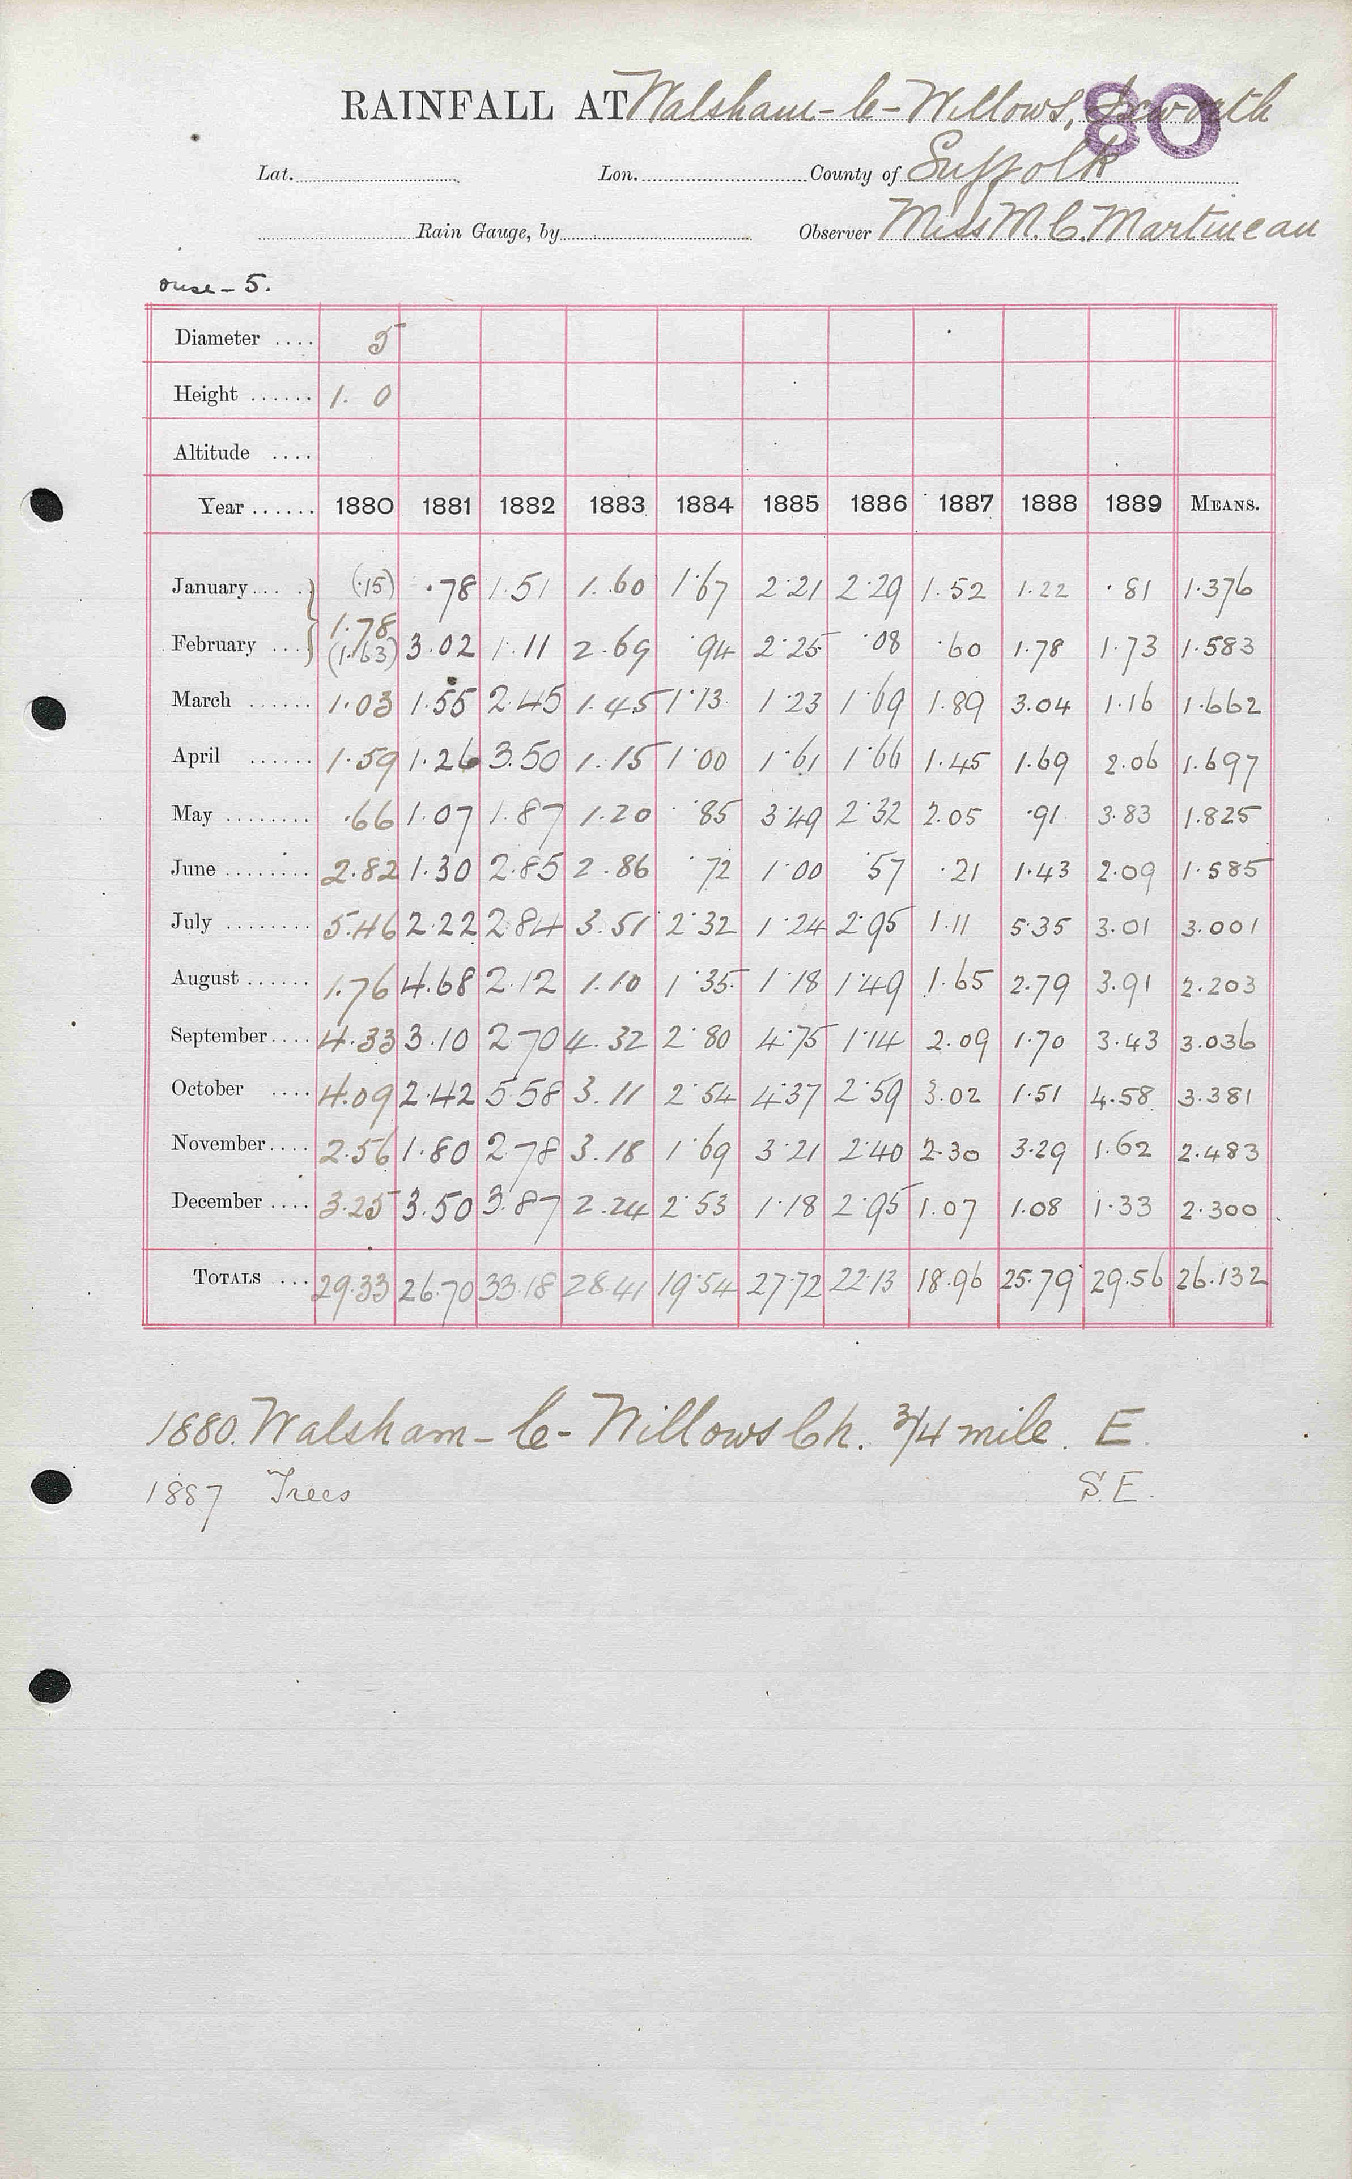 RAINFALL AT Walsham-le-Willows, Ixworth
80
Lat. Lon. County of Suffolk
Rain Gauge, by Observer Miss M. C. Martineau
ouse - 5.
Diameter .... 5
Height ...... 1. 0
Altitude ....
Year ...... 1880 1881 1882 1883 1884 1885 1886 1887 1888 1889 MEANS.
January.... (.15) .78 1.51 1.60 1.67 2.21 2.29 1.52 1.22 .81 1.376
1.78
February ... (1.63) 3.02 1.11 2.69 .94 2.25 .08 .60 1.78 1.73 1.583
March ...... 1.03 1.55 2.45 1.45 1.13 1.23 1.69 1.89 3.04 1.16 1.662
April ...... 1.59 1.26 3.50 1.15 1.00 1.61 1.66 1.45 1.69 2.06 1.697
May ........ .66 1.07 1.87 1.20 .85 3.49 2.32 2.05 .91 3.83 1.825
June ........ 2.82 1.30 2.85 2.86 .72 1.00 .57 .21 1.43 2.09 1.585
July ........ 5.46 2.22 2.84 3.51 2.32 1.24 2.95 1.11 5.35 3.01 3.001
August ...... 1.76 4.68 2.12 1.10 1.35 1.18 1.49 1.65 2.79 3.91 2.203
September.... 4.33 3.10 2.70 4.32 2.80 4.75 1.14 2.09 1.70 3.43 3.036
October .... 4.09 2.42 5.58 3.11 2.54 4.37 2.59 3.02 1.51 4.58 3.381
November.... 2.56 1.80 2.78 3.18 1.69 3.21 2.40 2.30 3.29 1.62 2.483
December .... 3.25 3.50 3.87 2.24 2.53 1.18 2.95 1.07 1.08 1.33 2.300
TOTALS ... 29.33 26.70 33.18 28.41 19.54 27.72 22.13 18.96 25.79 29.56 26.132
1880. Walsham-le-Willows Ch. 3/4 mile. E.
1887 Trees S.E.